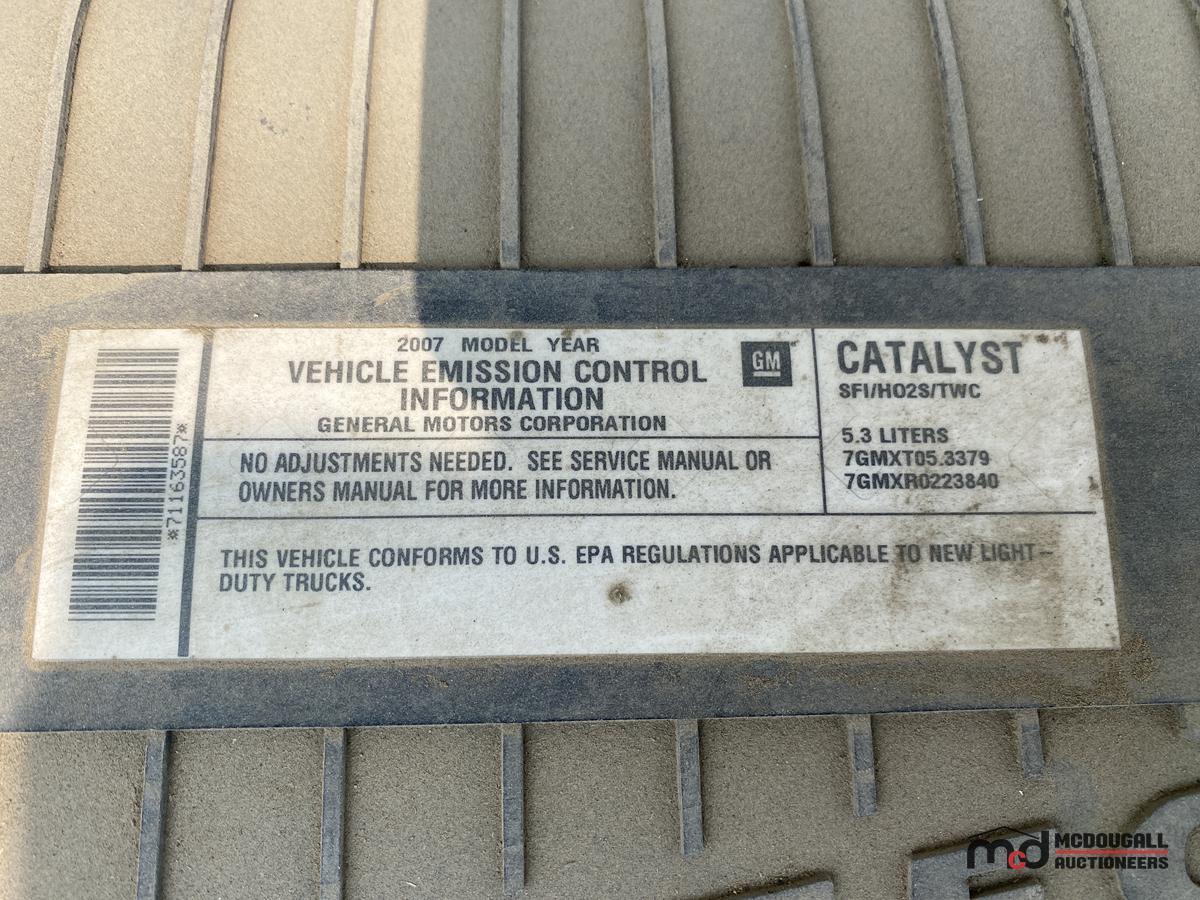 *71163587*
2007 MODEL YEAR
VEHICLE EMISSION CONTROL
INFORMATION
GENERAL MOTORS CORPORATION
GM
NO ADJUSTMENTS NEEDED. SEE SERVICE MANUAL OR
OWNERS MANUAL FOR MORE INFORMATION.
CATALYST
SFI/HO2S/TWC
5.3 LITERS
7GMXT05.3379
7GMXR0223840
THIS VEHICLE CONFORMS TO U.S. EPA REGULATIONS APPLICABLE TO NEW LIGHT-
DUTY TRUCKS.
mcd
MCDOUGALL
AUCTIONEERS